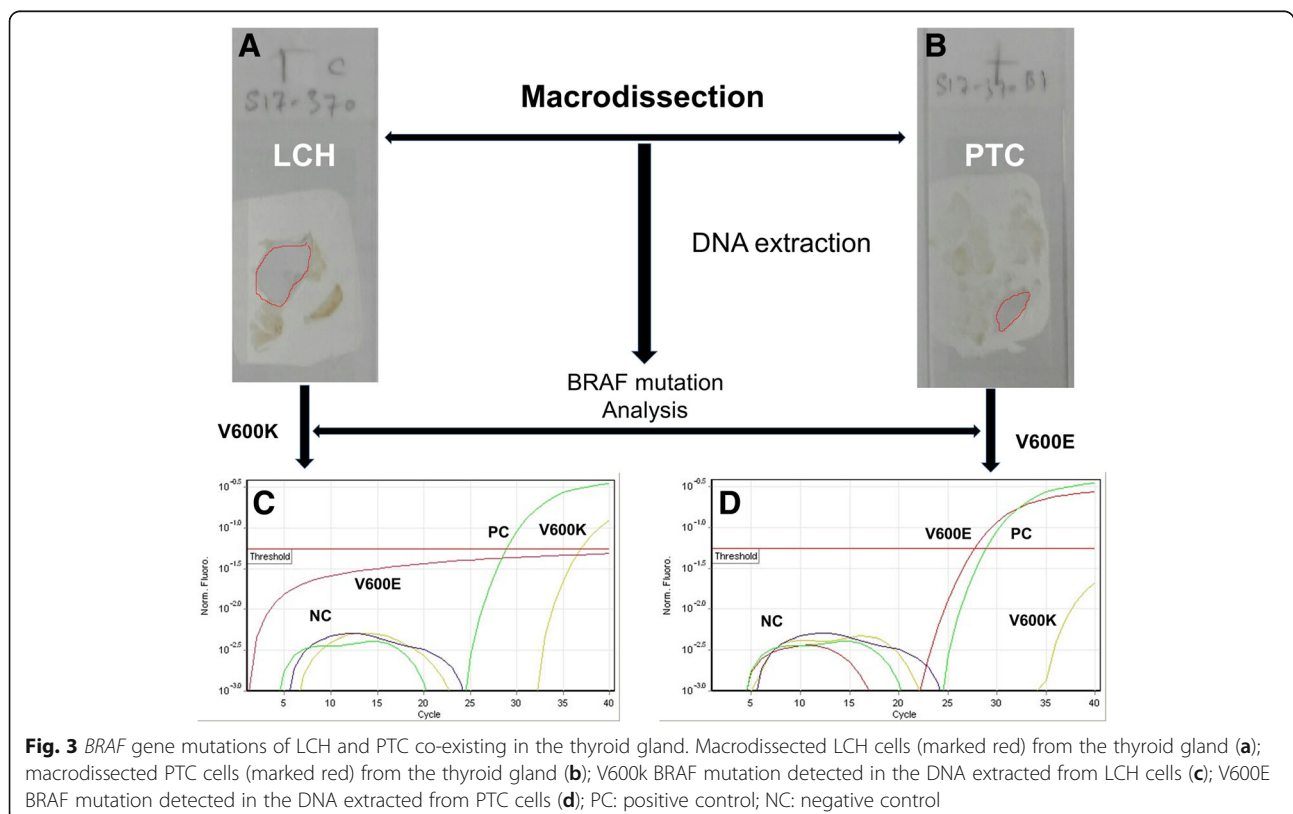 A
T C
S17-370
LCH
Macrodissection
B
S17-370 B1
PTC
DNA extraction
BRAF mutation
Analysis
V600K
V600E
C
10^-0.5
10^-1.0
10^-1.5
10^-2.0
10^-2.5
10^-3.0
Norm. Fluoro.
Threshold
PC
V600K
V600E
NC
5 10 15 20 25 30 35 40
Cycle
D
10^-0.5
10^-1.0
10^-1.5
10^-2.0
10^-2.5
10^-3.0
Norm. Fluoro.
Threshold
V600E
PC
V600K
NC
5 10 15 20 25 30 35 40
Cycle
Fig. 3 BRAF gene mutations of LCH and PTC co-existing in the thyroid gland. Macrodissected LCH cells (marked red) from the thyroid gland (a);
macrodissected PTC cells (marked red) from the thyroid gland (b); V600k BRAF mutation detected in the DNA extracted from LCH cells (c); V600E
BRAF mutation detected in the DNA extracted from PTC cells (d); PC: positive control; NC: negative control